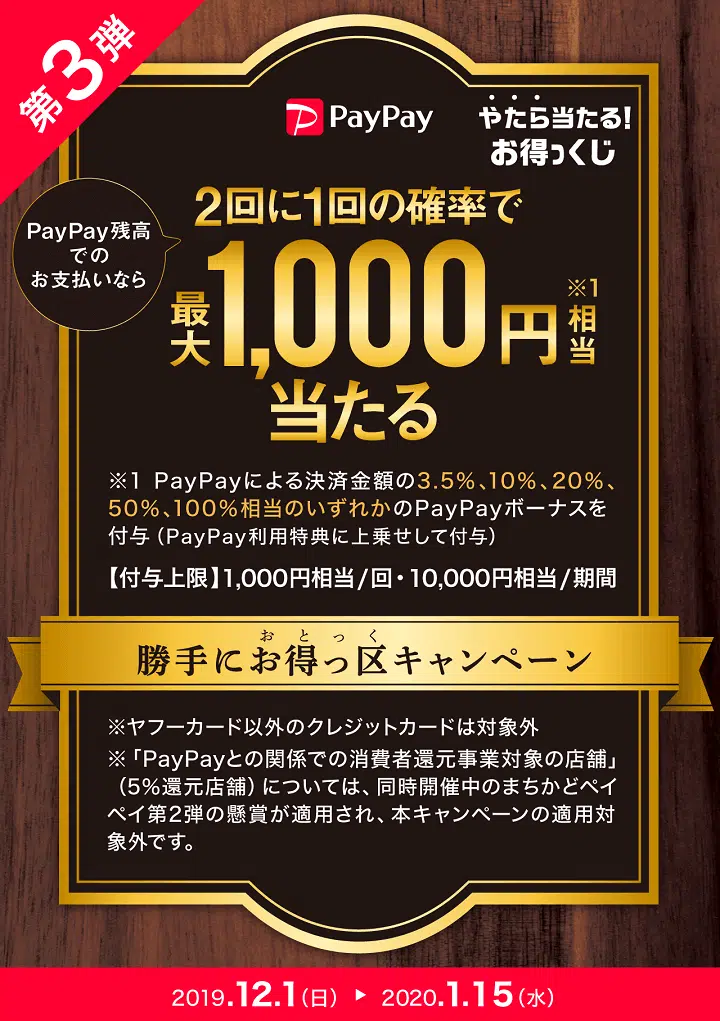 第3弾
PayPay
やたら当たる!
お得っくじ
PayPay残高
での
お支払いなら
2回に1回の確率で
最大1,000円相当※1
当たる
※1 PayPayによる決済金額の3.5%、10%、20%、
50%、100%相当のいずれかのPayPayボーナスを
付与（PayPay利用特典に上乗せして付与）
【付与上限】1,000円相当/回・10,000円相当/期間
おとっく
勝手にお得っ区キャンペーン
※ヤフーカード以外のクレジットカードは対象外
※「PayPayとの関係での消費者還元事業対象の店舗」
（5%還元店舗）については、同時開催中のまちかどペイ
ペイ第2弾の懸賞が適用され、本キャンペーンの適用対
象外です。
2019.12.1（日）▶2020.1.15（水）